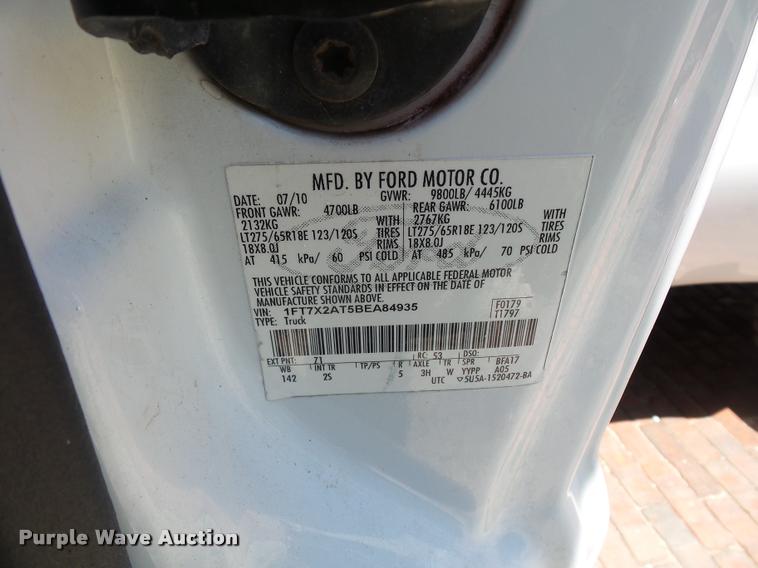 MFD. BY FORD MOTOR CO.
DATE: 07/10 GVWR: 9800LB/ 4445KG
FRONT GAWR: 4700LB REAR GAWR: 6100LB
2132KG WITH 2767KG WITH
LT275/65R18E 123/120S TIRES LT275/65R18E 123/120S TIRES
18X8.0J RIMS 18X8.0J RIMS
AT 415 kPa/ 60 PSI COLD AT 485 kPa/ 70 PSI COLD
THIS VEHICLE CONFORMS TO ALL APPLICABLE FEDERAL MOTOR
VEHICLE SAFETY STANDARDS IN EFFECT ON THE DATE OF
MANUFACTURE SHOWN ABOVE.
VIN: 1FT7X2AT5BEA84935 F0179
TYPE: Truck T1797
EXT PNT: Z1 RC: 53 DSO:
WB INT TR TP/PS R AXLE TR SPR BFA17
142 2S 5 3H W YYPP A05
UTC 5U5A-1520472-BA
Purple Wave Auction